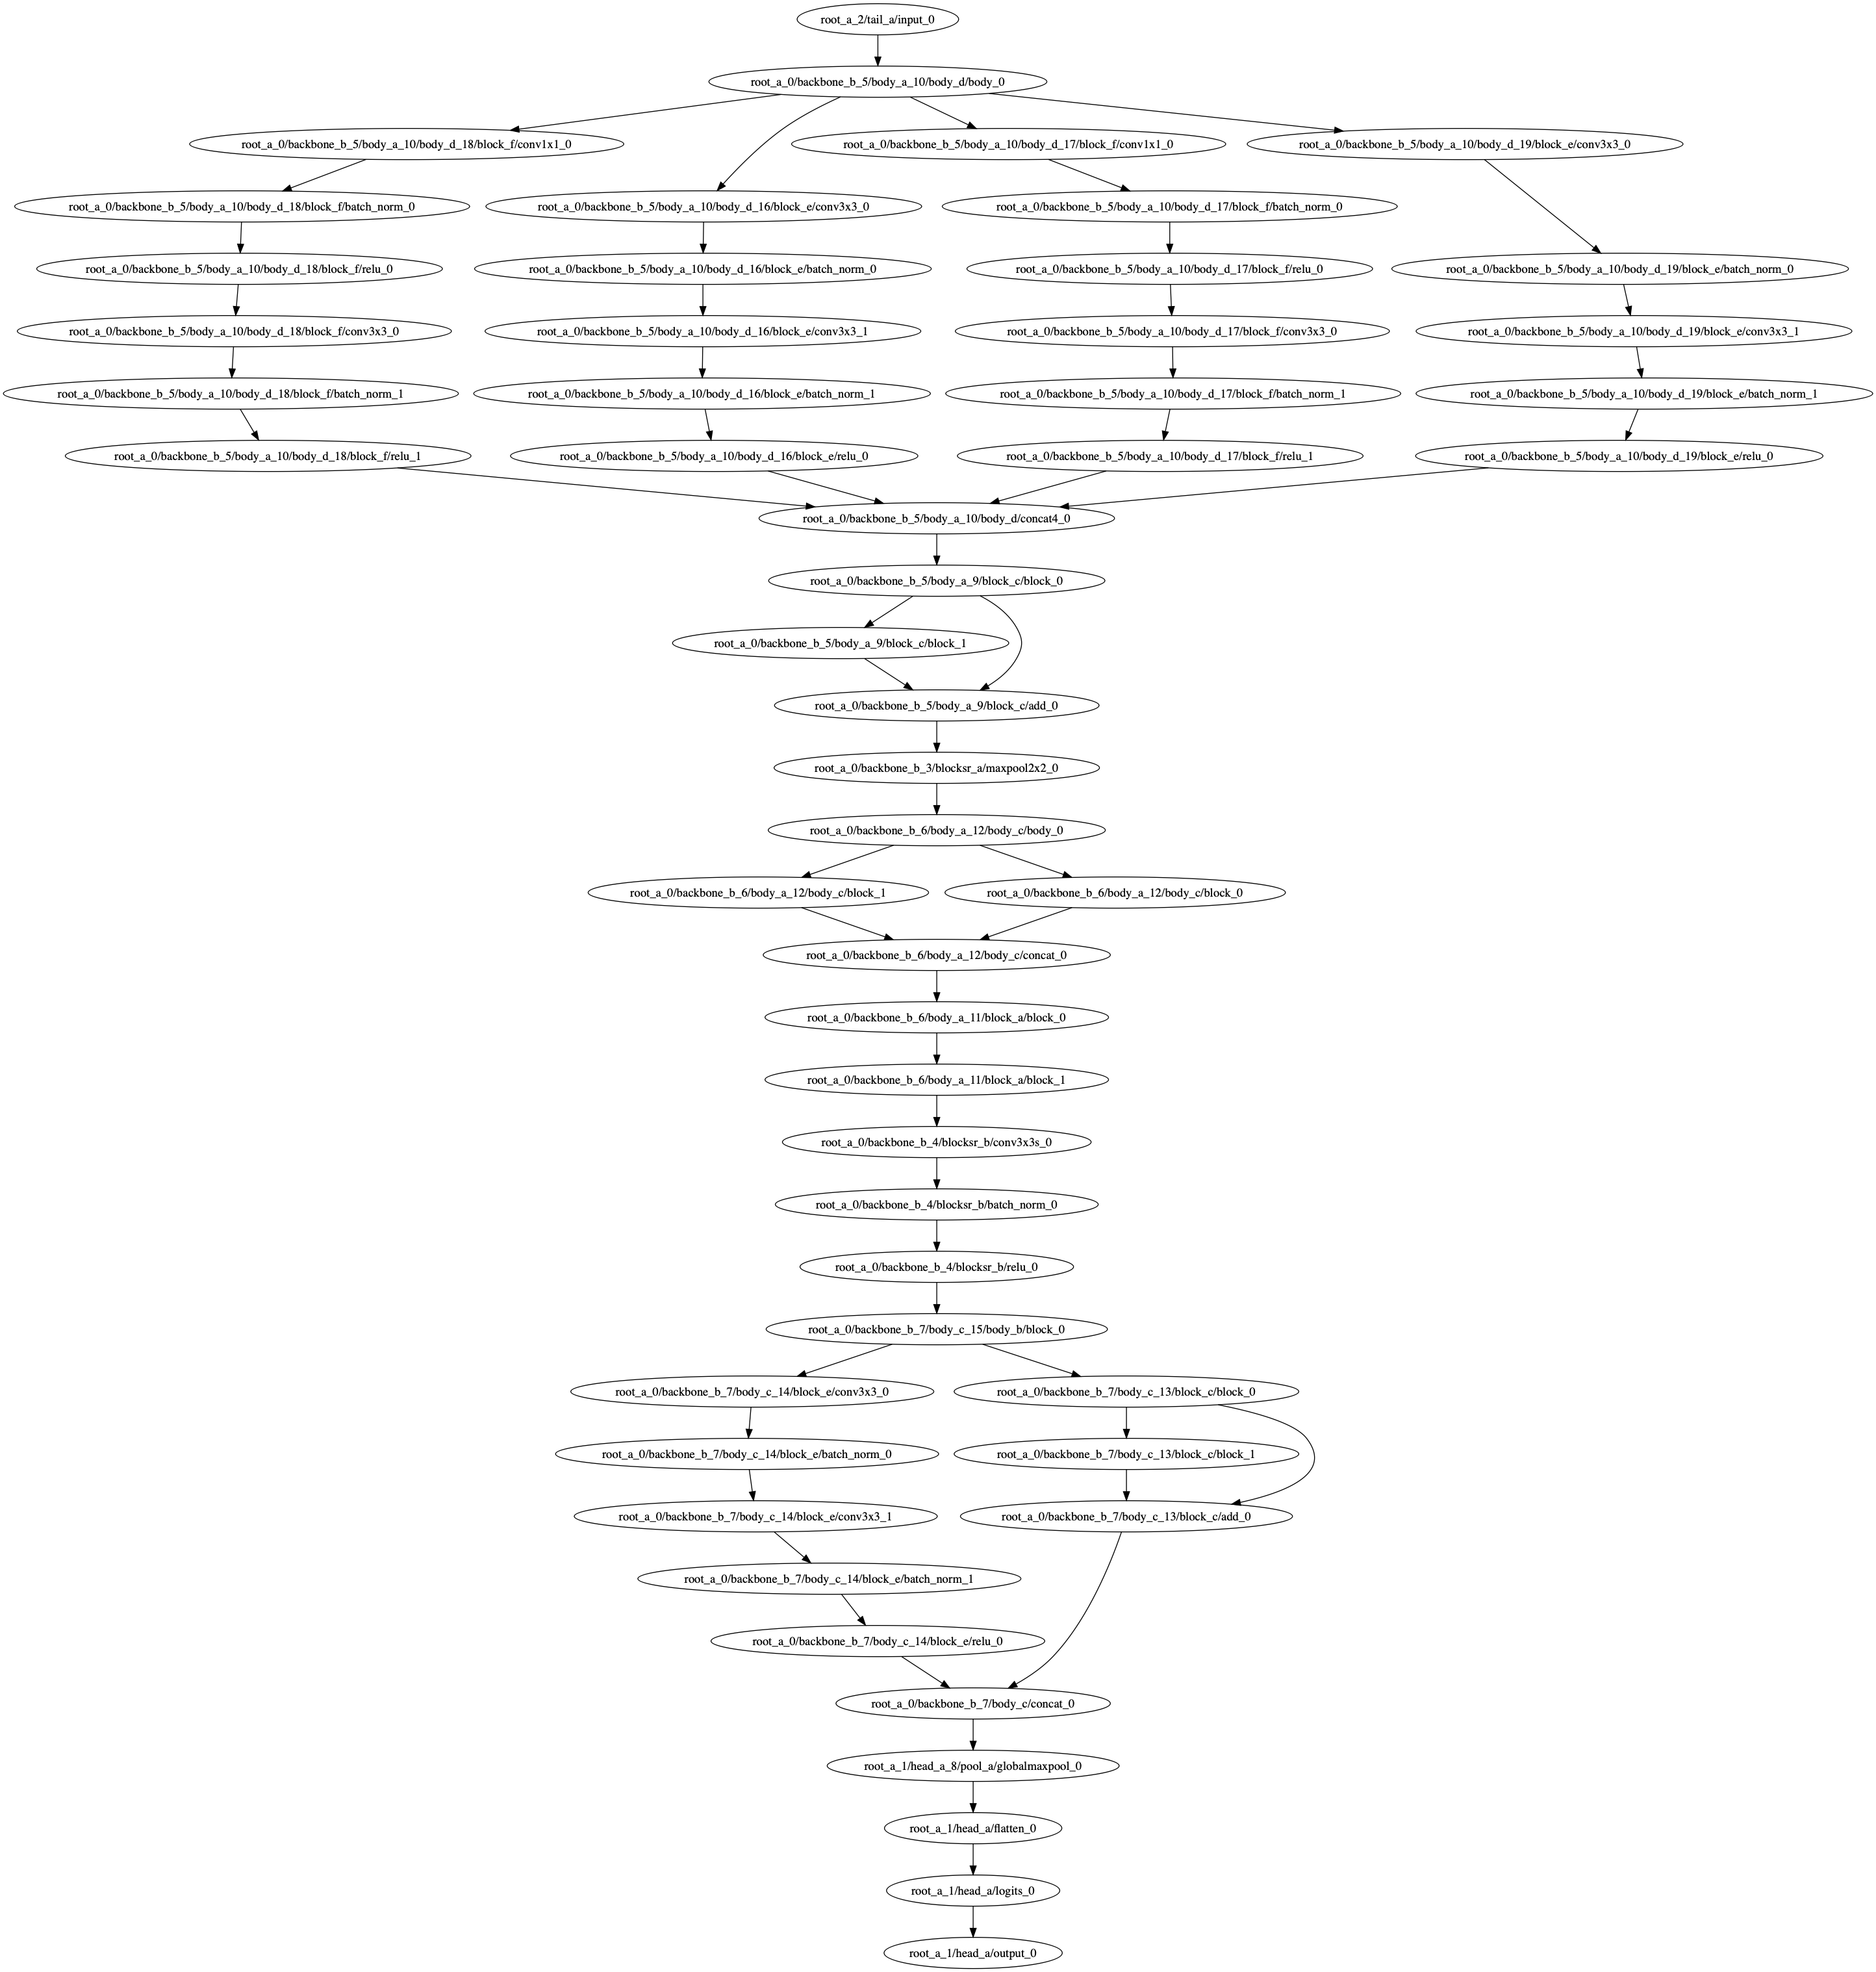 root_a_2/tail_a/input_0
root_a_0/backbone_b_5/body_a_10/body_d/body_0
root_a_0/backbone_b_5/body_a_10/body_d_18/block_f/conv1x1_0
root_a_0/backbone_b_5/body_a_10/body_d_17/block_f/conv1x1_0
root_a_0/backbone_b_5/body_a_10/body_d_19/block_e/conv3x3_0
root_a_0/backbone_b_5/body_a_10/body_d_18/block_f/batch_norm_0
root_a_0/backbone_b_5/body_a_10/body_d_16/block_e/conv3x3_0
root_a_0/backbone_b_5/body_a_10/body_d_17/block_f/batch_norm_0
root_a_0/backbone_b_5/body_a_10/body_d_18/block_f/relu_0
root_a_0/backbone_b_5/body_a_10/body_d_16/block_e/batch_norm_0
root_a_0/backbone_b_5/body_a_10/body_d_17/block_f/relu_0
root_a_0/backbone_b_5/body_a_10/body_d_19/block_e/batch_norm_0
root_a_0/backbone_b_5/body_a_10/body_d_18/block_f/conv3x3_0
root_a_0/backbone_b_5/body_a_10/body_d_16/block_e/conv3x3_1
root_a_0/backbone_b_5/body_a_10/body_d_17/block_f/conv3x3_0
root_a_0/backbone_b_5/body_a_10/body_d_19/block_e/conv3x3_1
root_a_0/backbone_b_5/body_a_10/body_d_18/block_f/batch_norm_1
root_a_0/backbone_b_5/body_a_10/body_d_16/block_e/batch_norm_1
root_a_0/backbone_b_5/body_a_10/body_d_17/block_f/batch_norm_1
root_a_0/backbone_b_5/body_a_10/body_d_19/block_e/batch_norm_1
root_a_0/backbone_b_5/body_a_10/body_d_18/block_f/relu_1
root_a_0/backbone_b_5/body_a_10/body_d_16/block_e/relu_0
root_a_0/backbone_b_5/body_a_10/body_d_17/block_f/relu_1
root_a_0/backbone_b_5/body_a_10/body_d_19/block_e/relu_0
root_a_0/backbone_b_5/body_a_10/body_d/concat4_0
root_a_0/backbone_b_5/body_a_9/block_c/block_0
root_a_0/backbone_b_5/body_a_9/block_c/block_1
root_a_0/backbone_b_5/body_a_9/block_c/add_0
root_a_0/backbone_b_3/blocksr_a/maxpool2x2_0
root_a_0/backbone_b_6/body_a_12/body_c/body_0
root_a_0/backbone_b_6/body_a_12/body_c/block_1
root_a_0/backbone_b_6/body_a_12/body_c/block_0
root_a_0/backbone_b_6/body_a_12/body_c/concat_0
root_a_0/backbone_b_6/body_a_11/block_a/block_0
root_a_0/backbone_b_6/body_a_11/block_a/block_1
root_a_0/backbone_b_4/blocksr_b/conv3x3s_0
root_a_0/backbone_b_4/blocksr_b/batch_norm_0
root_a_0/backbone_b_4/blocksr_b/relu_0
root_a_0/backbone_b_7/body_c_15/body_b/block_0
root_a_0/backbone_b_7/body_c_14/block_e/conv3x3_0
root_a_0/backbone_b_7/body_c_13/block_c/block_0
root_a_0/backbone_b_7/body_c_14/block_e/batch_norm_0
root_a_0/backbone_b_7/body_c_13/block_c/block_1
root_a_0/backbone_b_7/body_c_14/block_e/conv3x3_1
root_a_0/backbone_b_7/body_c_13/block_c/add_0
root_a_0/backbone_b_7/body_c_14/block_e/batch_norm_1
root_a_0/backbone_b_7/body_c_14/block_e/relu_0
root_a_0/backbone_b_7/body_c/concat_0
root_a_1/head_a_8/pool_a/globalmaxpool_0
root_a_1/head_a/flatten_0
root_a_1/head_a/logits_0
root_a_1/head_a/output_0